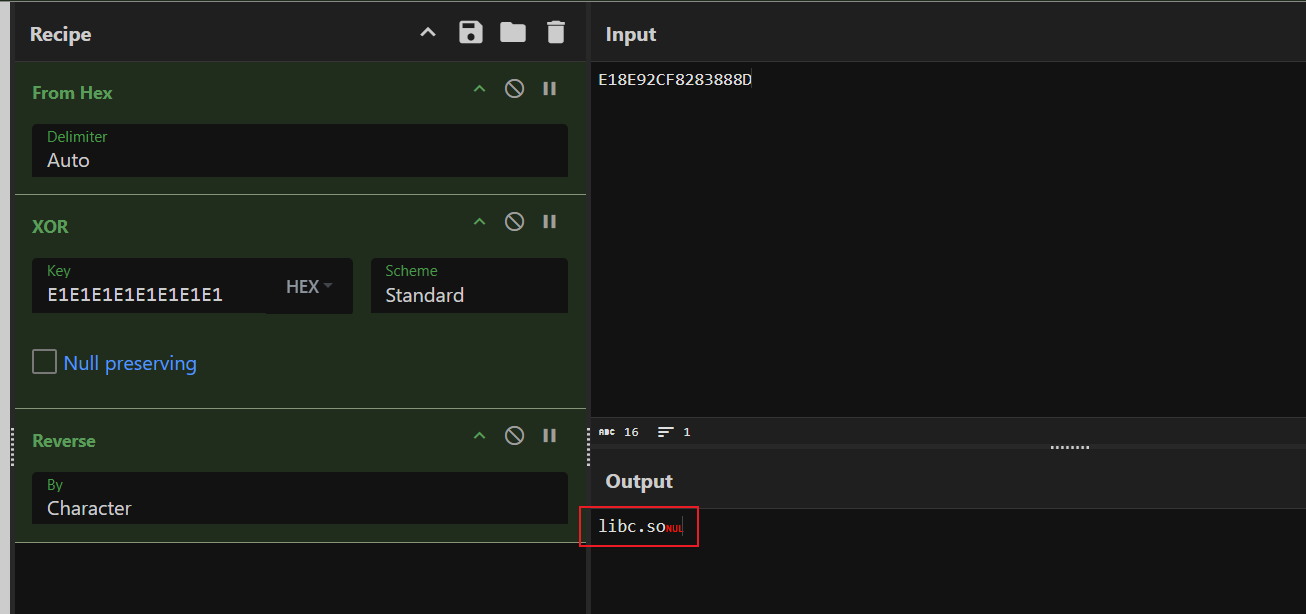 Recipe
From Hex
Delimiter
Auto
XOR
Key
E1E1E1E1E1E1E1E1
HEX
Scheme
Standard
Null preserving
Reverse
By
Character
Input
E18E92CF8283888D
ABC 16 1
Output
libc.soNUL